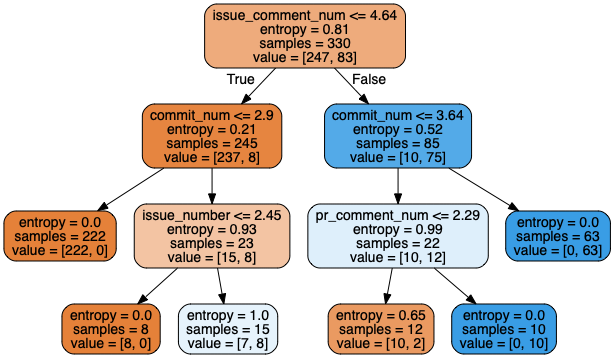 issue_comment_num <= 4.64
entropy = 0.81
samples = 330
value = [247, 83]
True
False
commit_num <= 2.9
entropy = 0.21
samples = 245
value = [237, 8]
commit_num <= 3.64
entropy = 0.52
samples = 85
value = [10, 75]
entropy = 0.0
samples = 222
value = [222, 0]
issue_number <= 2.45
entropy = 0.93
samples = 23
value = [15, 8]
pr_comment_num <= 2.29
entropy = 0.99
samples = 22
value = [10, 12]
entropy = 0.0
samples = 63
value = [0, 63]
entropy = 0.0
samples = 8
value = [8, 0]
entropy = 1.0
samples = 15
value = [7, 8]
entropy = 0.65
samples = 12
value = [10, 2]
entropy = 0.0
samples = 10
value = [0, 10]